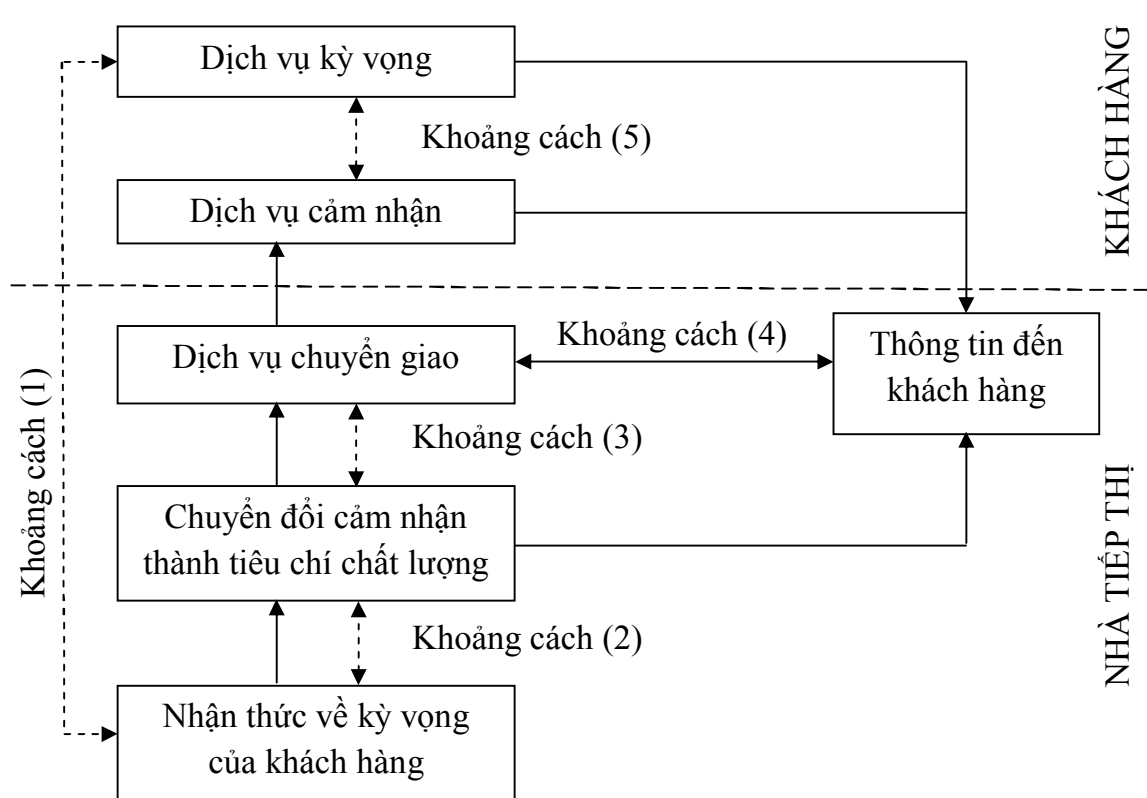 Dịch vụ kỳ vọng
Khoảng cách (5)
Dịch vụ cảm nhận
KHÁCH HÀNG
Dịch vụ chuyển giao
Khoảng cách (4)
Thông tin đến
khách hàng
Khoảng cách (1)
Khoảng cách (3)
Chuyển đổi cảm nhận
thành tiêu chí chất lượng
Khoảng cách (2)
NHÀ TIẾP THỊ
Nhận thức về kỳ vọng
của khách hàng